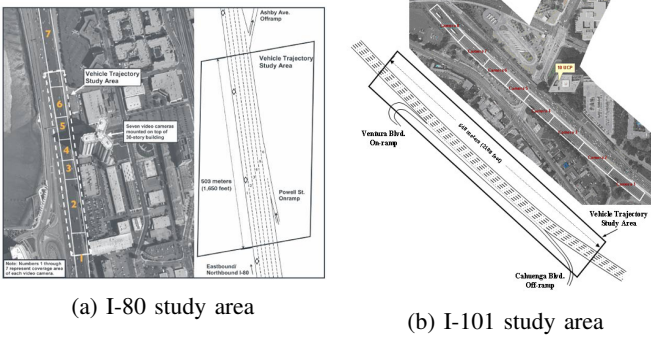 7
6
5
4
3
2
1
Vehicle Trajectory
Study Area
Seven video cameras
mounted on top of
30-story building
Note: Numbers 1 through
7 represent coverage area
of each video camera.
Ashby Ave.
Offramp
Vehicle Trajectory
Study Area
503 meters
(1,650 feet)
Powell St.
Onramp
Eastbound/
Northbound I-80
(a) I-80 study area
10 UCP
Ventura Blvd.
On-ramp
Vehicle Trajectory
Study Area
Cahuenga Blvd.
Off-ramp
(b) I-101 study area